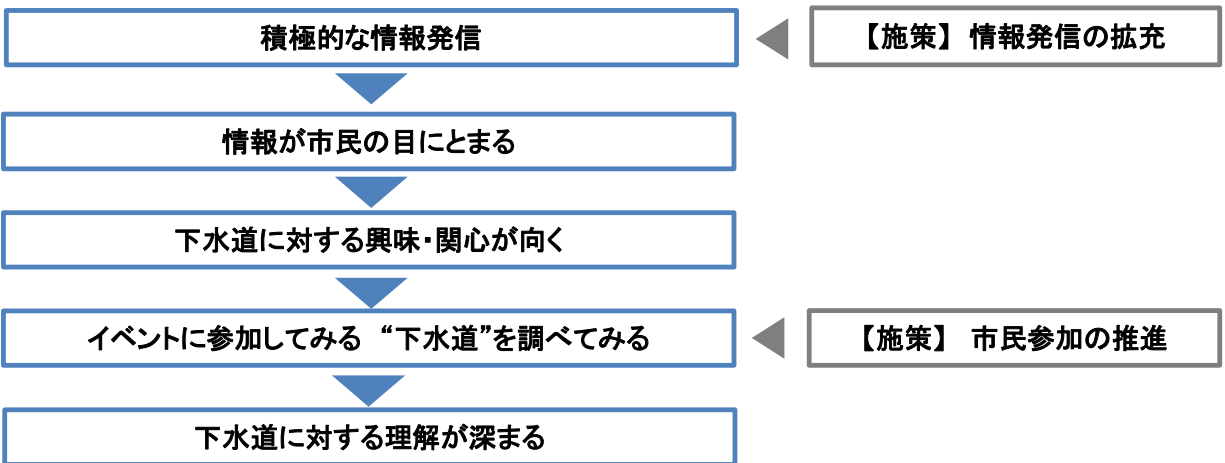 積極的な情報発信
【施策】 情報発信の拡充
情報が市民の目にとまる
下水道に対する興味・関心が向く
イベントに参加してみる “下水道”を調べてみる
【施策】 市民参加の推進
下水道に対する理解が深まる